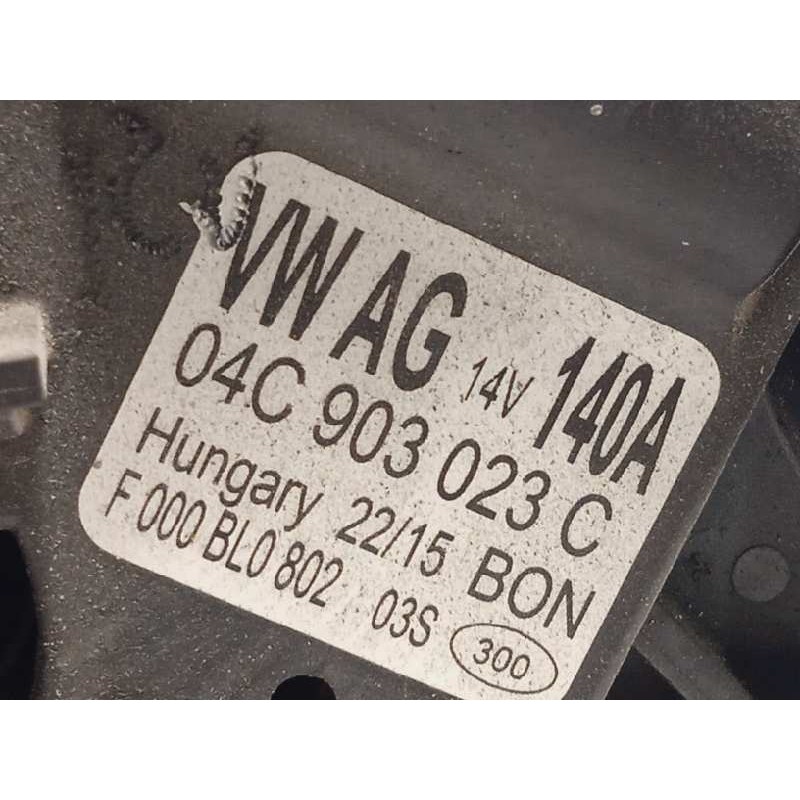 VW AG 14V 140A
04C 903 023 C
Hungary 22/15 BON
F 000 BL0 802 03S 300